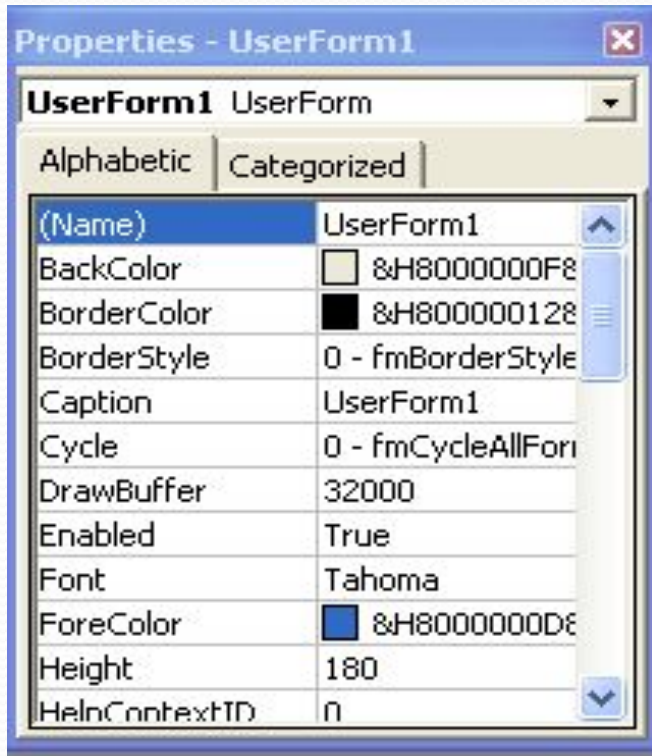 Properties - UserForm1
UserForm1 UserForm
Alphabetic Categorized
(Name) UserForm1
BackColor &H8000000F&
BorderColor &H80000012&
BorderStyle 0 - fmBorderStyle
Caption UserForm1
Cycle 0 - fmCycleAllFor
DrawBuffer 32000
Enabled True
Font Tahoma
ForeColor &H8000000D&
Height 180
HelpContextID 0